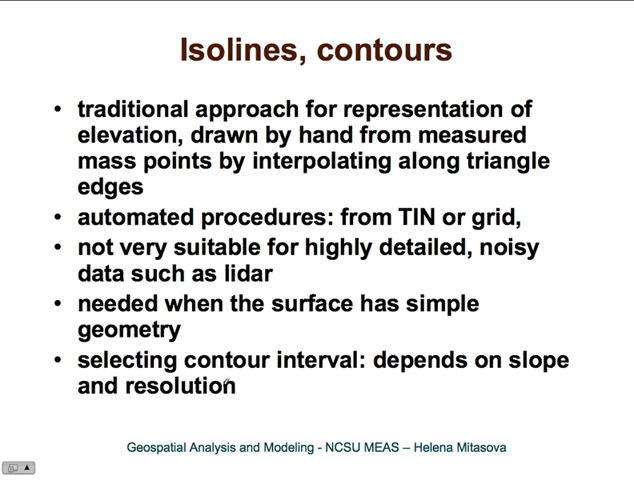 Isolines, contours
• traditional approach for representation of
elevation, drawn by hand from measured
mass points by interpolating along triangle
edges
• automated procedures: from TIN or grid,
• not very suitable for highly detailed, noisy
data such as lidar
• needed when the surface has simple
geometry
• selecting contour interval: depends on slope
and resolution
Geospatial Analysis and Modeling - NCSU MEAS – Helena Mitasova